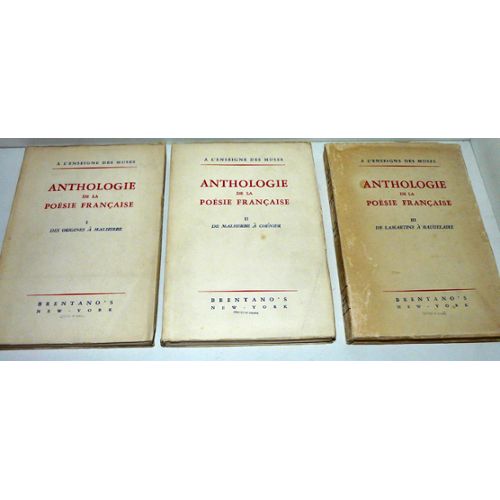 A L'ENSEIGNE DES MUSES
ANTHOLOGIE
DE LA
POÉSIE FRANÇAISE
I
DES ORIGINES À MALHERBE
BRENTANO'S
NEW-YORK
A L'ENSEIGNE DES MUSES
ANTHOLOGIE
DE LA
POÉSIE FRANÇAISE
II
DE MALHERBE À CHÉNIER
BRENTANO'S
NEW-YORK
A L'ENSEIGNE DES MUSES
ANTHOLOGIE
DE LA
POÉSIE FRANÇAISE
III
DE LAMARTINE À BAUDELAIRE
BRENTANO'S
NEW-YORK